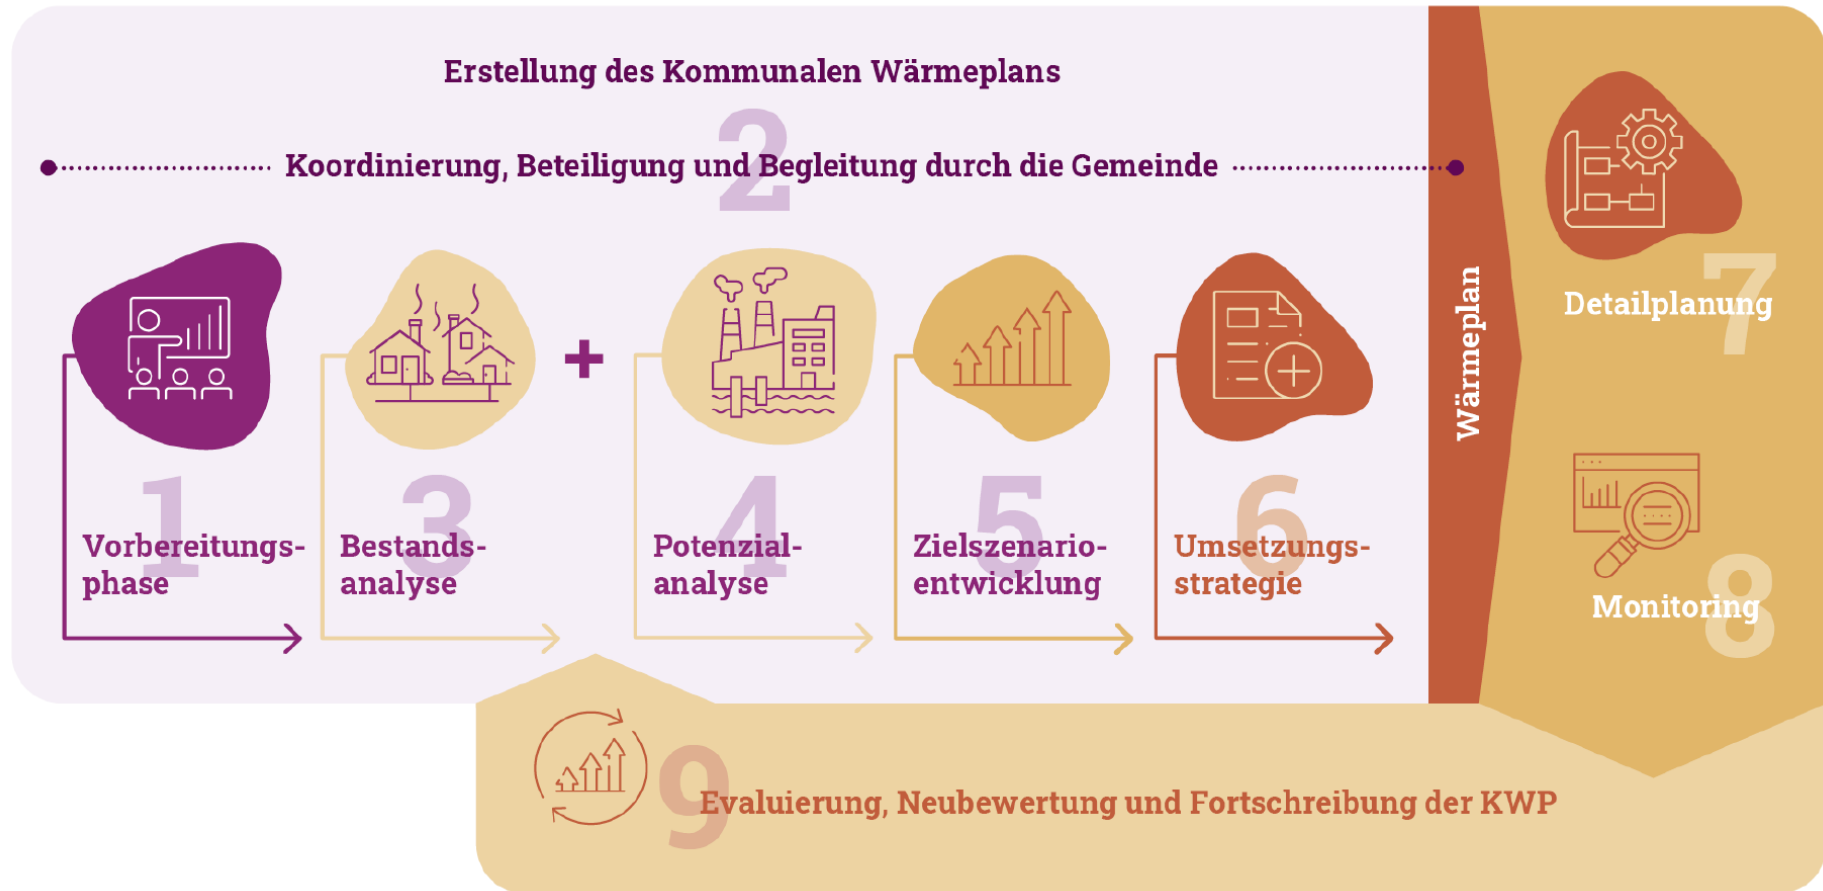 Erstellung des Kommunalen Wärmeplans
2
Koordinierung, Beteiligung und Begleitung durch die Gemeinde
1
Vorbereitungs-
phase
3
Bestands-
analyse
+
4
Potenzial-
analyse
5
Zielszenario-
entwicklung
6
Umsetzungs-
strategie
Wärmeplan
7
Detailplanung
8
Monitoring
9
Evaluierung, Neubewertung und Fortschreibung der KWP